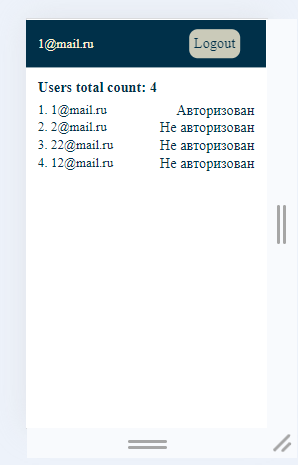 1@mail.ru Logout
Users total count: 4
1. 1@mail.ru Авторизован
2. 2@mail.ru Не авторизован
3. 22@mail.ru Не авторизован
4. 12@mail.ru Не авторизован